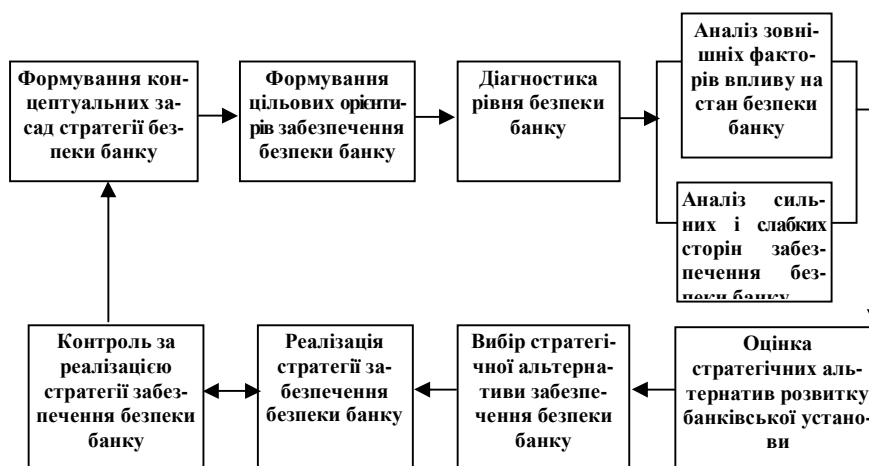 Формування кон-
цептуальних за-
сад стратегії без-
пеки банку
Формування
цільових орієнти-
рів забезпечення
безпеки банку
Діагностика
рівня безпеки
банку
Аналіз зовні-
шніх факто-
рів впливу на
стан безпеки
банку
Аналіз силь-
них і слабких
сторін забез-
печення без-
пеки банку
Оцінка
стратегічних аль-
тернатив розвитку
банківської устано-
ви
Вибір стратегі-
чної альтерна-
тиви забезпе-
чення безпеки
банку
Реалізація
стратегії за-
безпечення
безпеки банку
Контроль за
реалізацією
стратегії забез-
печення безпеки
банку